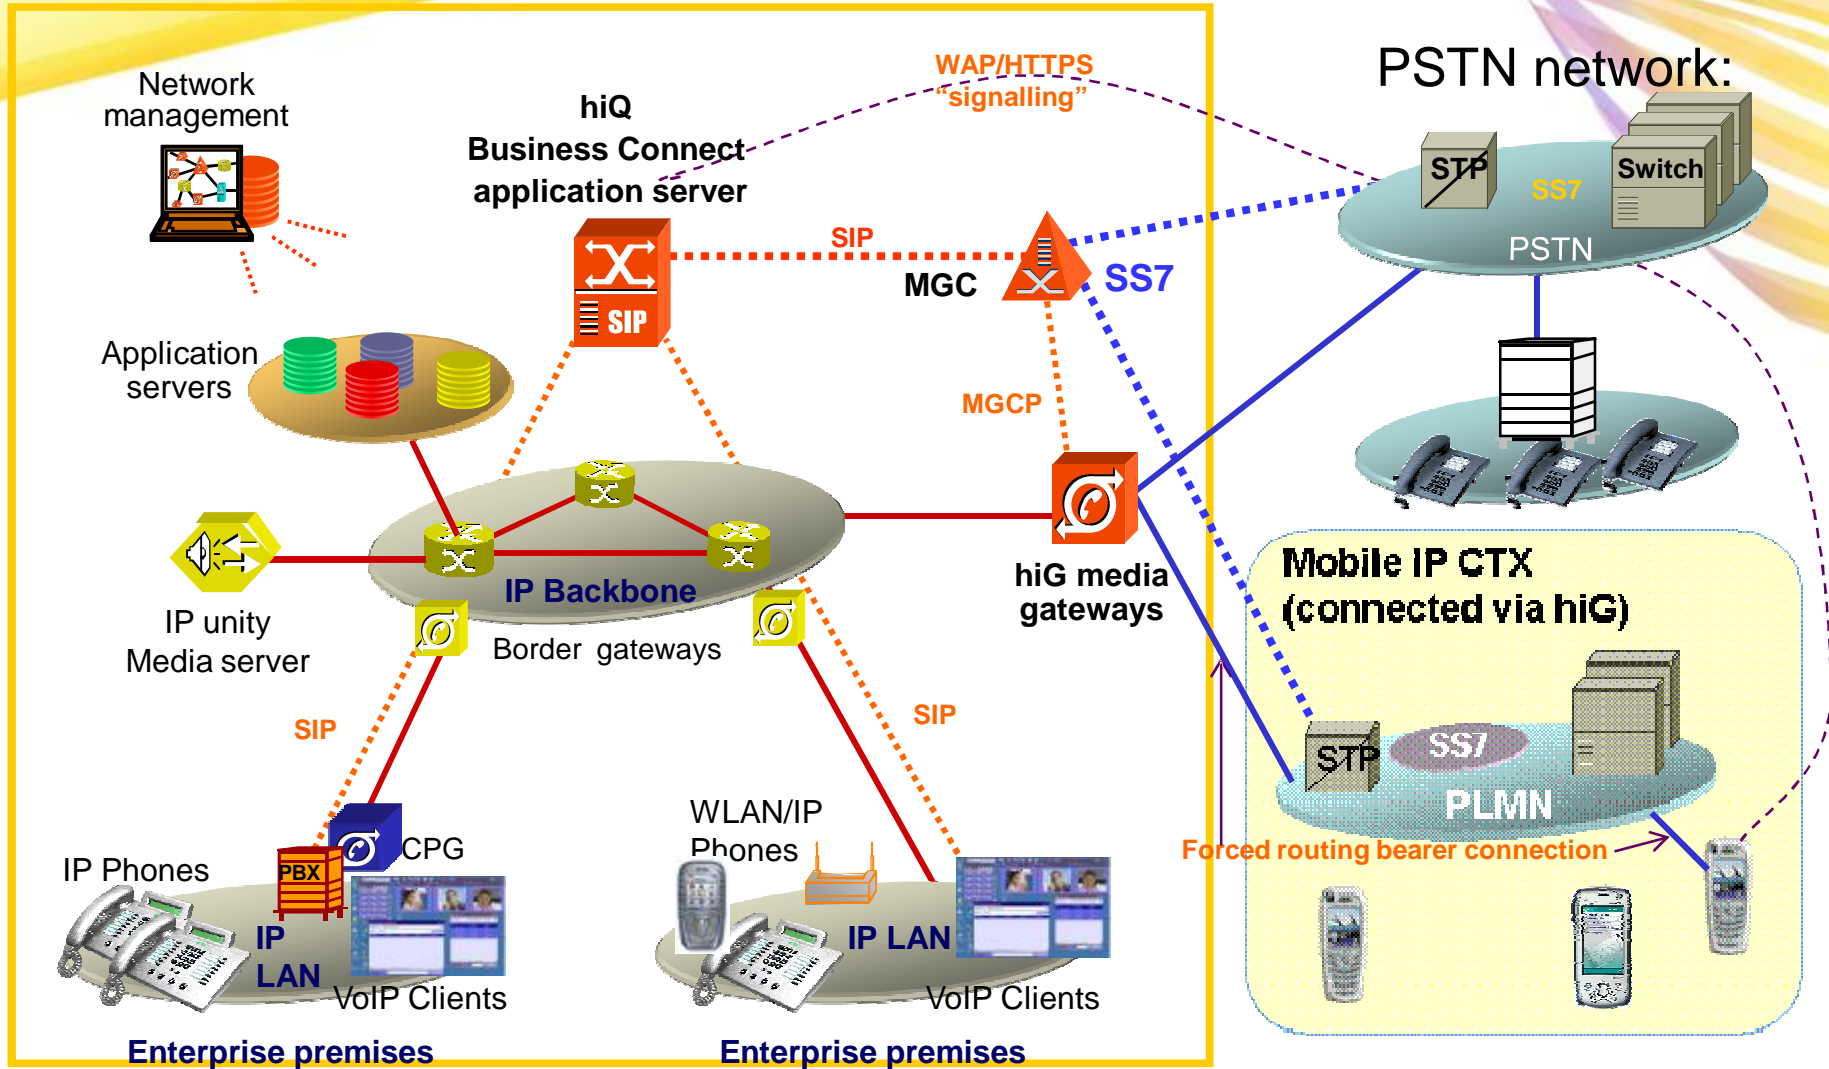 WAP/HTTPS
“signalling”
PSTN network:
Network
management
hiQ
Business Connect
application server
STP
SS7
Switch
PSTN
SIP
MGC
SS7
SIP
Application
servers
MGCP
IP Backbone
hiG media
gateways
Mobile IP CTX
(connected via hiG)
IP unity
Media server
Border gateways
SIP
SIP
STP
SS7
PLMN
WLAN/IP
Phones
CPG
IP Phones
PBX
Forced routing bearer connection
IP
LAN
IP LAN
VoIP Clients
VoIP Clients
Enterprise premises
Enterprise premises